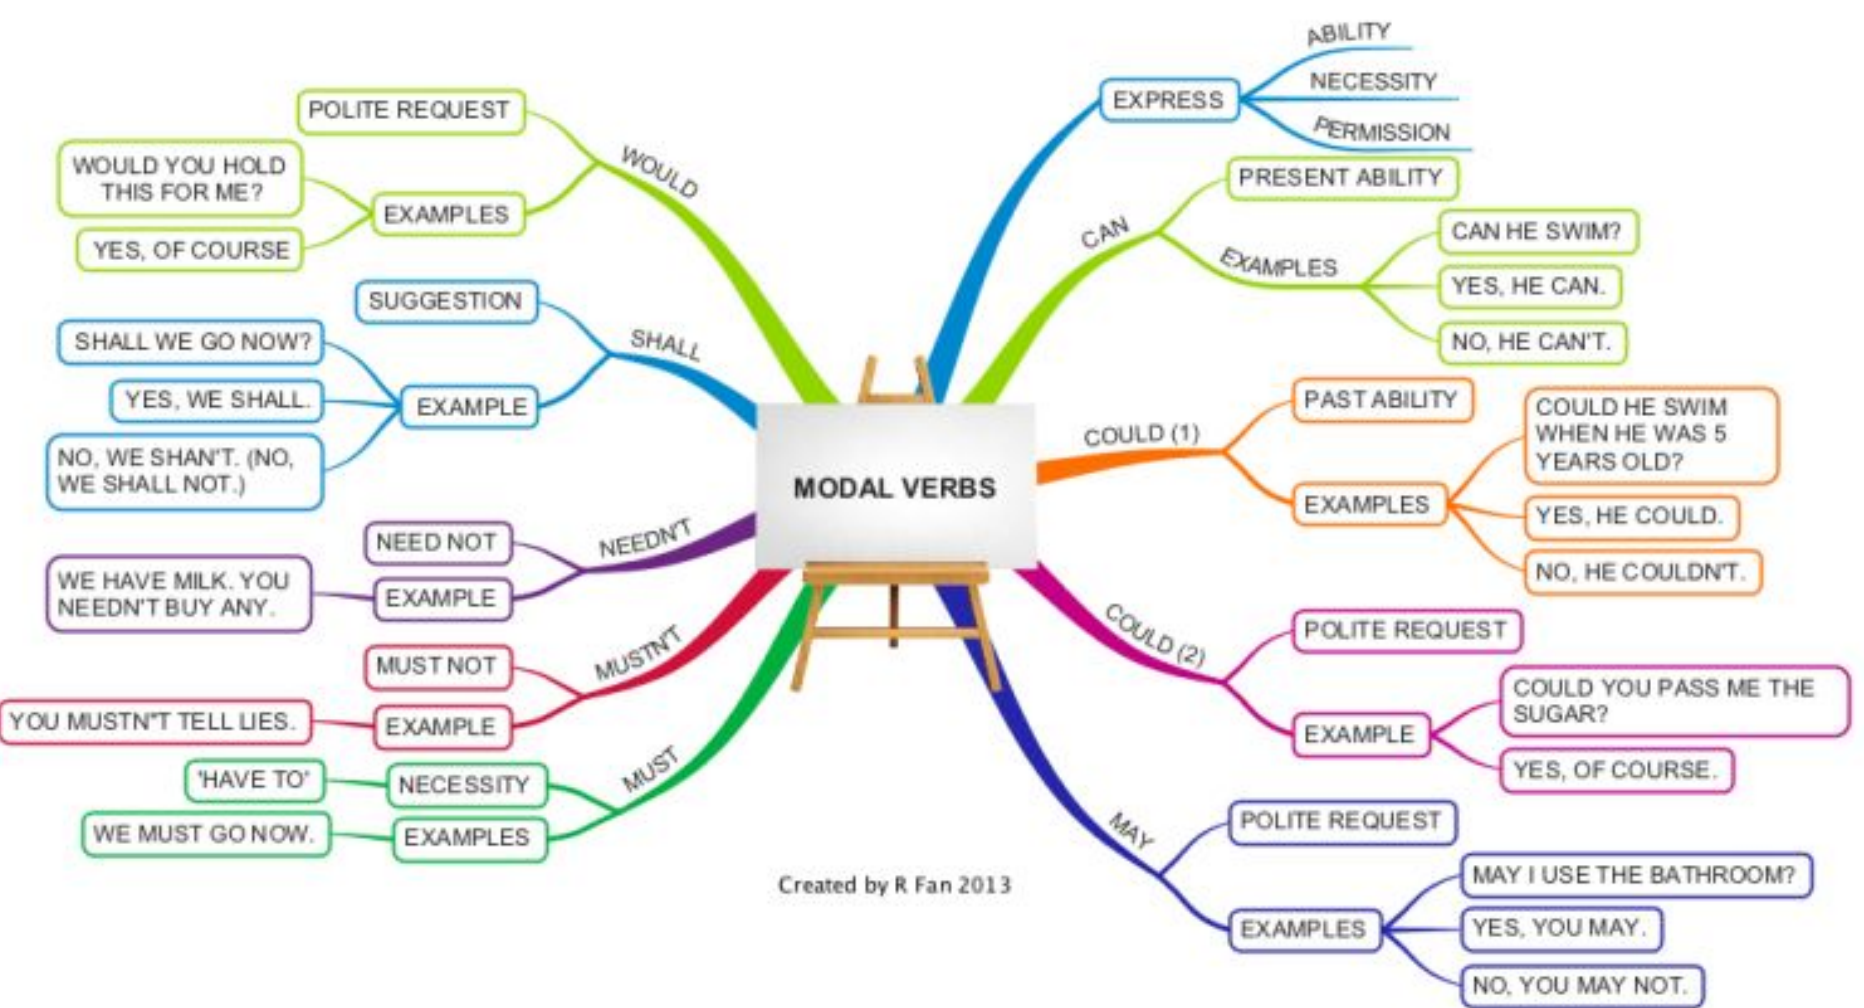 MODAL VERBS
EXPRESS
ABILITY
NECESSITY
PERMISSION
CAN
PRESENT ABILITY
EXAMPLES
CAN HE SWIM?
YES, HE CAN.
NO, HE CAN'T.
COULD (1)
PAST ABILITY
EXAMPLES
COULD HE SWIM
WHEN HE WAS 5
YEARS OLD?
YES, HE COULD.
NO, HE COULDN'T.
COULD (2)
POLITE REQUEST
EXAMPLE
COULD YOU PASS ME THE
SUGAR?
YES, OF COURSE.
MAY
POLITE REQUEST
EXAMPLES
MAY I USE THE BATHROOM?
YES, YOU MAY.
NO, YOU MAY NOT.
MUST
NECESSITY
'HAVE TO'
EXAMPLES
WE MUST GO NOW.
MUSTN'T
MUST NOT
EXAMPLE
YOU MUSTN"T TELL LIES.
NEEDN'T
NEED NOT
EXAMPLE
WE HAVE MILK. YOU
NEEDN'T BUY ANY.
SHALL
SUGGESTION
EXAMPLE
SHALL WE GO NOW?
YES, WE SHALL.
NO, WE SHAN'T. (NO,
WE SHALL NOT.)
WOULD
POLITE REQUEST
EXAMPLES
WOULD YOU HOLD
THIS FOR ME?
YES, OF COURSE
Created by R Fan 2013